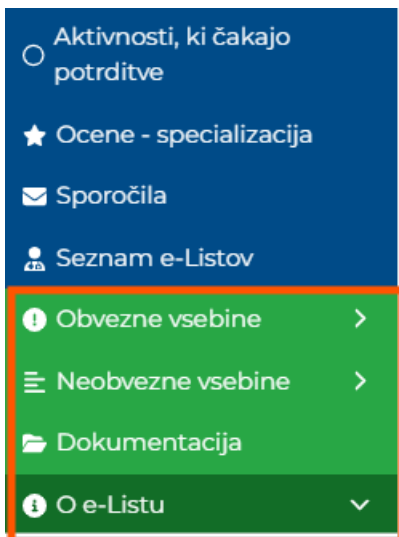 Aktivnosti, ki čakajo
potrditve
Ocene - specializacija
Sporočila
Seznam e-Listov
Obvezne vsebine
Neobvezne vsebine
Dokumentacija
O e-Listu